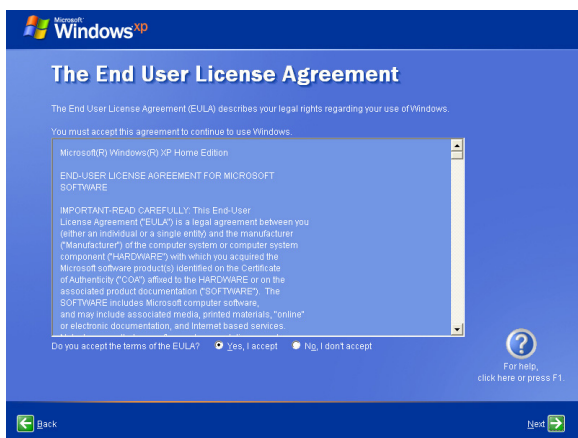 Microsoft
Windows xp
The End User License Agreement
The End User License Agreement (EULA) describes your legal rights regarding your use of Windows.
You must accept this agreement to continue to use Windows.
Microsoft(R) Windows(R) XP Home Edition
END-USER LICENSE AGREEMENT FOR MICROSOFT
SOFTWARE
IMPORTANT-READ CAREFULLY: This End-User
License Agreement ("EULA") is a legal agreement between you
(either an individual or a single entity) and the manufacturer
("Manufacturer") of the computer system or computer system
component ("HARDWARE") with which you acquired the
Microsoft software product(s) identified on the Certificate
of Authenticity ("COA") affixed to the HARDWARE or on the
associated product documentation ("SOFTWARE"). The
SOFTWARE includes Microsoft computer software,
and may include associated media, printed materials, "online"
or electronic documentation, and Internet based services.
Do you accept the terms of the EULA? Yes, I accept No, I don't accept
For help,
click here or press F1.
Back
Next